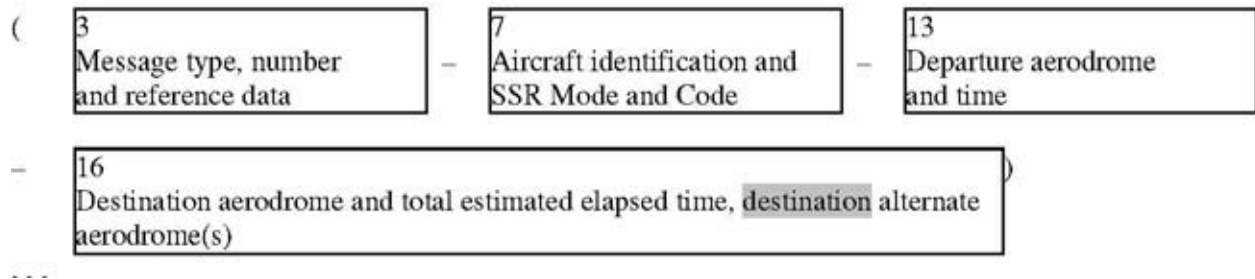 ( 3 7 13
Message type, number – Aircraft identification and – Departure aerodrome
and reference data SSR Mode and Code and time
– 16 )
Destination aerodrome and total estimated elapsed time, destination alternate
aerodrome(s)
...